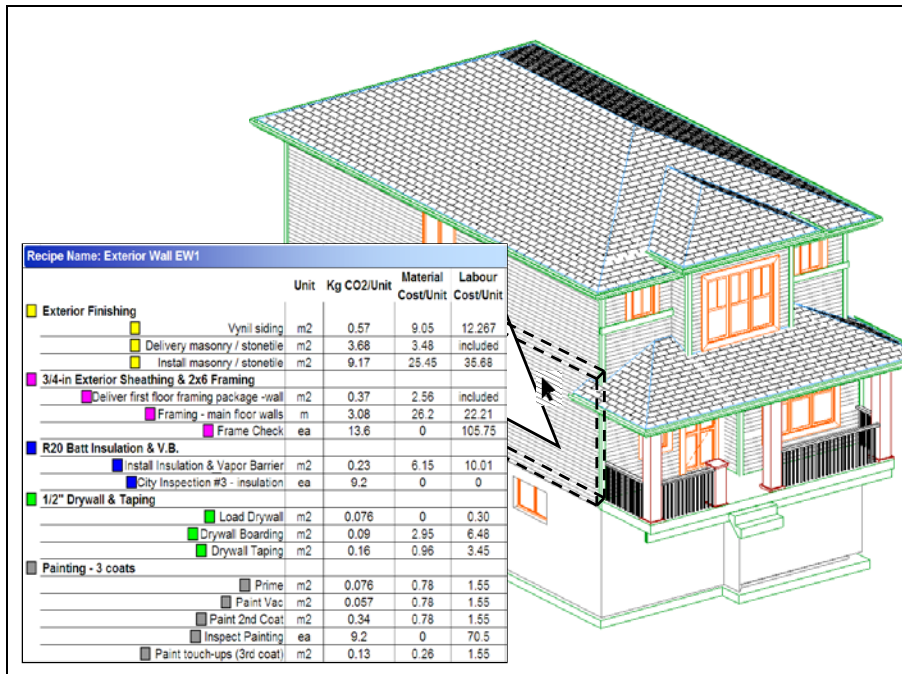 Recipe Name: Exterior Wall EW1
Unit Kg CO2/Unit Material Cost/Unit Labour Cost/Unit
Exterior Finishing
Vynil siding m2 0.57 9.05 12.267
Delivery masonry / stonetile m2 3.68 3.48 included
Install masonry / stonetile m2 9.17 25.45 35.68
3/4-in Exterior Sheathing & 2x6 Framing
Deliver first floor framing package -wall m2 0.37 2.56 included
Framing - main floor walls m 3.08 26.2 22.21
Frame Check ea 13.6 0 105.75
R20 Batt Insulation & V.B.
Install Insulation & Vapor Barrier m2 0.23 6.15 10.01
City Inspection #3 - insulation ea 9.2 0 0
1/2" Drywall & Taping
Load Drywall m2 0.076 0 0.30
Drywall Boarding m2 0.09 2.95 6.48
Drywall Taping m2 0.16 0.96 3.45
Painting - 3 coats
Prime m2 0.076 0.78 1.55
Paint Vac m2 0.057 0.78 1.55
Paint 2nd Coat m2 0.34 0.78 1.55
Inspect Painting ea 9.2 0 70.5
Paint touch-ups (3rd coat) m2 0.13 0.26 1.55